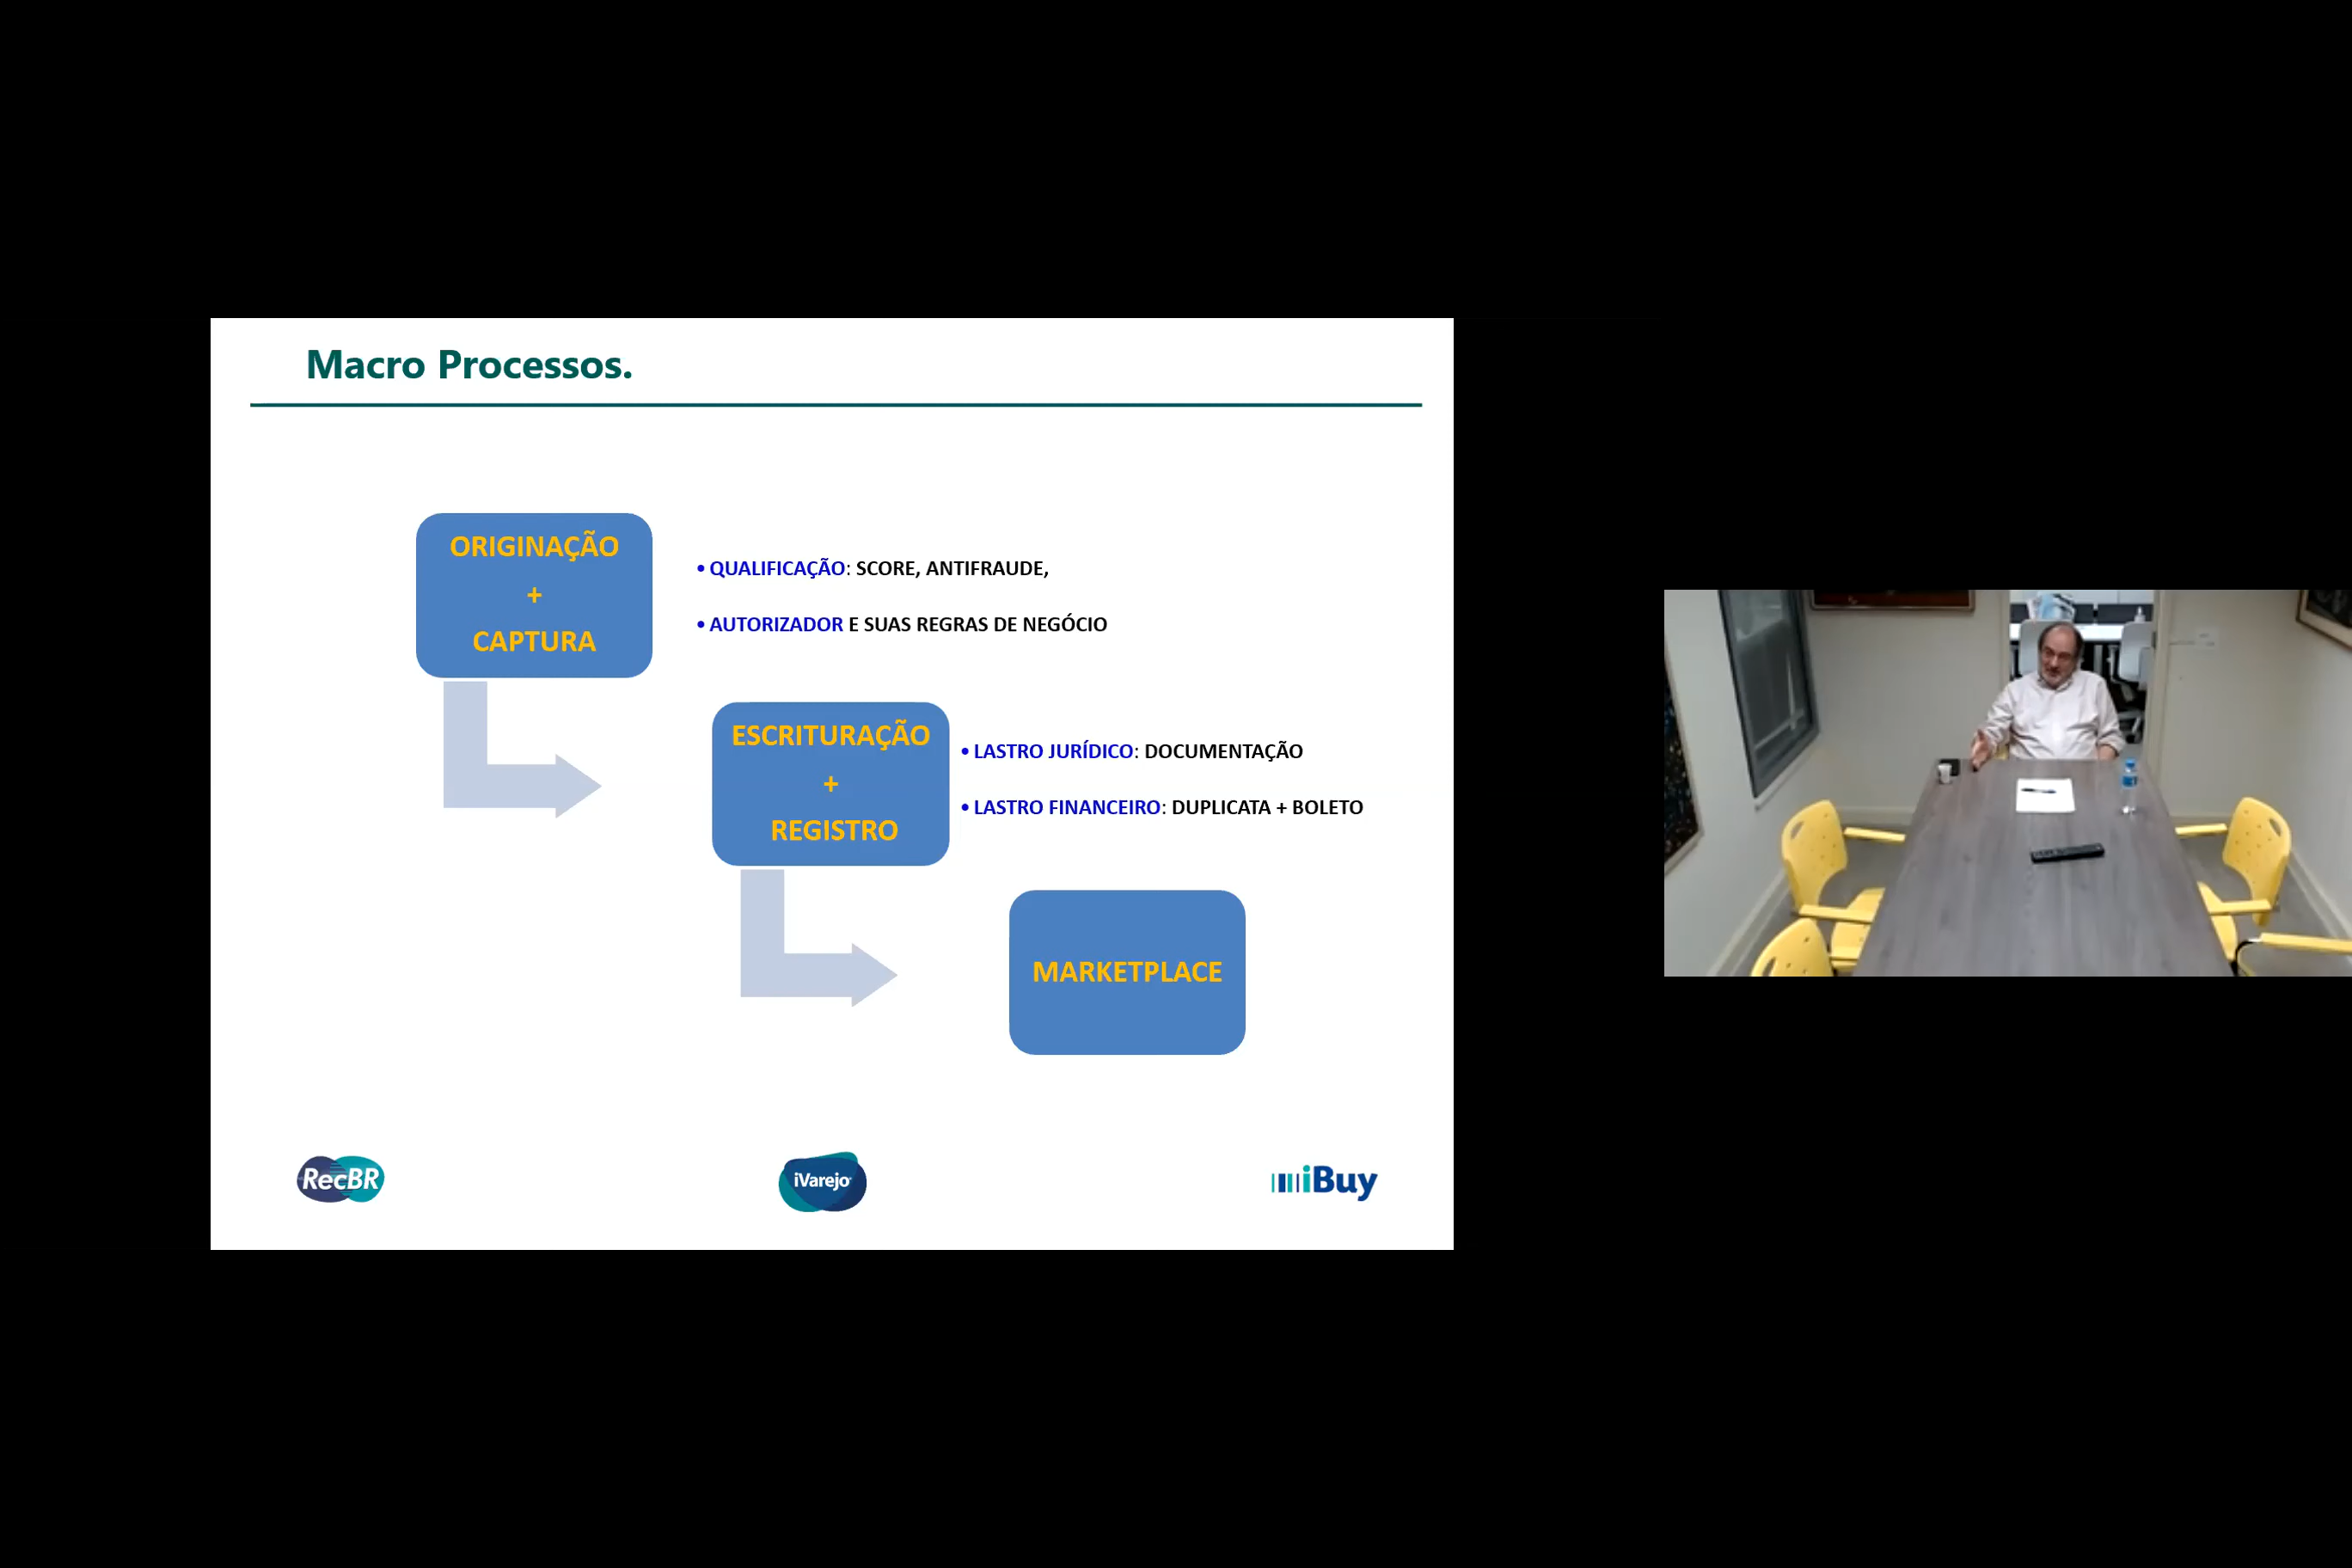 Macro Processos.
ORIGINAÇÃO
+
CAPTURA
• QUALIFICAÇÃO: SCORE, ANTIFRAUDE,
• AUTORIZADOR E SUAS REGRAS DE NEGÓCIO
ESCRITURAÇÃO
+
REGISTRO
• LASTRO JURÍDICO: DOCUMENTAÇÃO
• LASTRO FINANCEIRO: DUPLICATA + BOLETO
MARKETPLACE
RecBR
iVarejo
iBuy